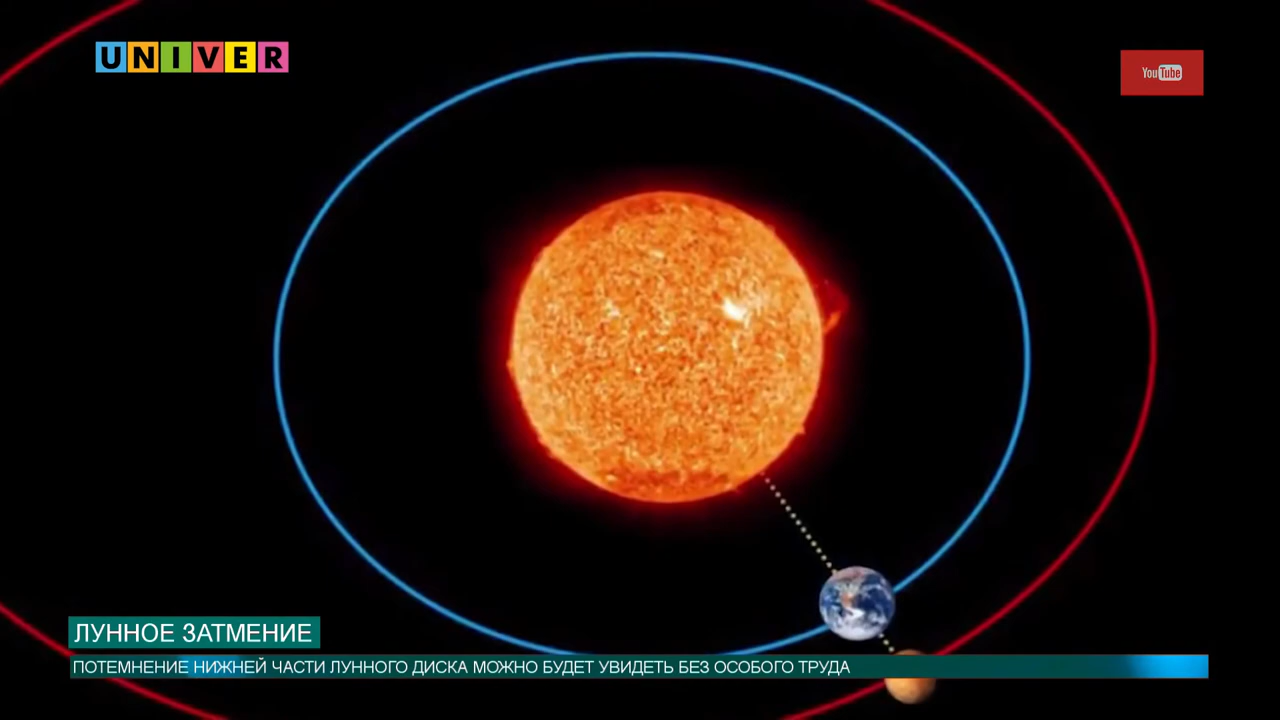 UNIVER
YouTube
ЛУННОЕ ЗАТМЕНИЕ
ПОТЕМНЕНИЕ НИЖНЕЙ ЧАСТИ ЛУННОГО ДИСКА МОЖНО БУДЕТ УВИДЕТЬ БЕЗ ОСОБОГО ТРУДА